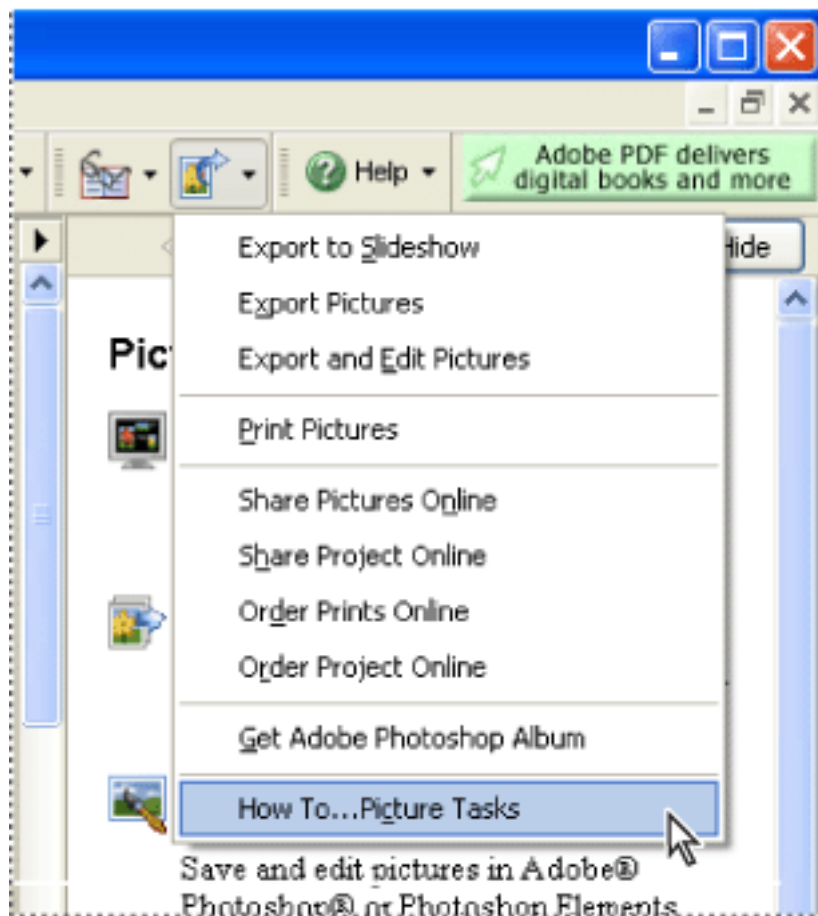 Help
Adobe PDF delivers
digital books and more
Hide
Pic
Export to Slideshow
Export Pictures
Export and Edit Pictures
Print Pictures
Share Pictures Online
Share Project Online
Order Prints Online
Order Project Online
Get Adobe Photoshop Album
How To...Picture Tasks
Save and edit pictures in Adobe®
Photoshop® or Photoshop Elements